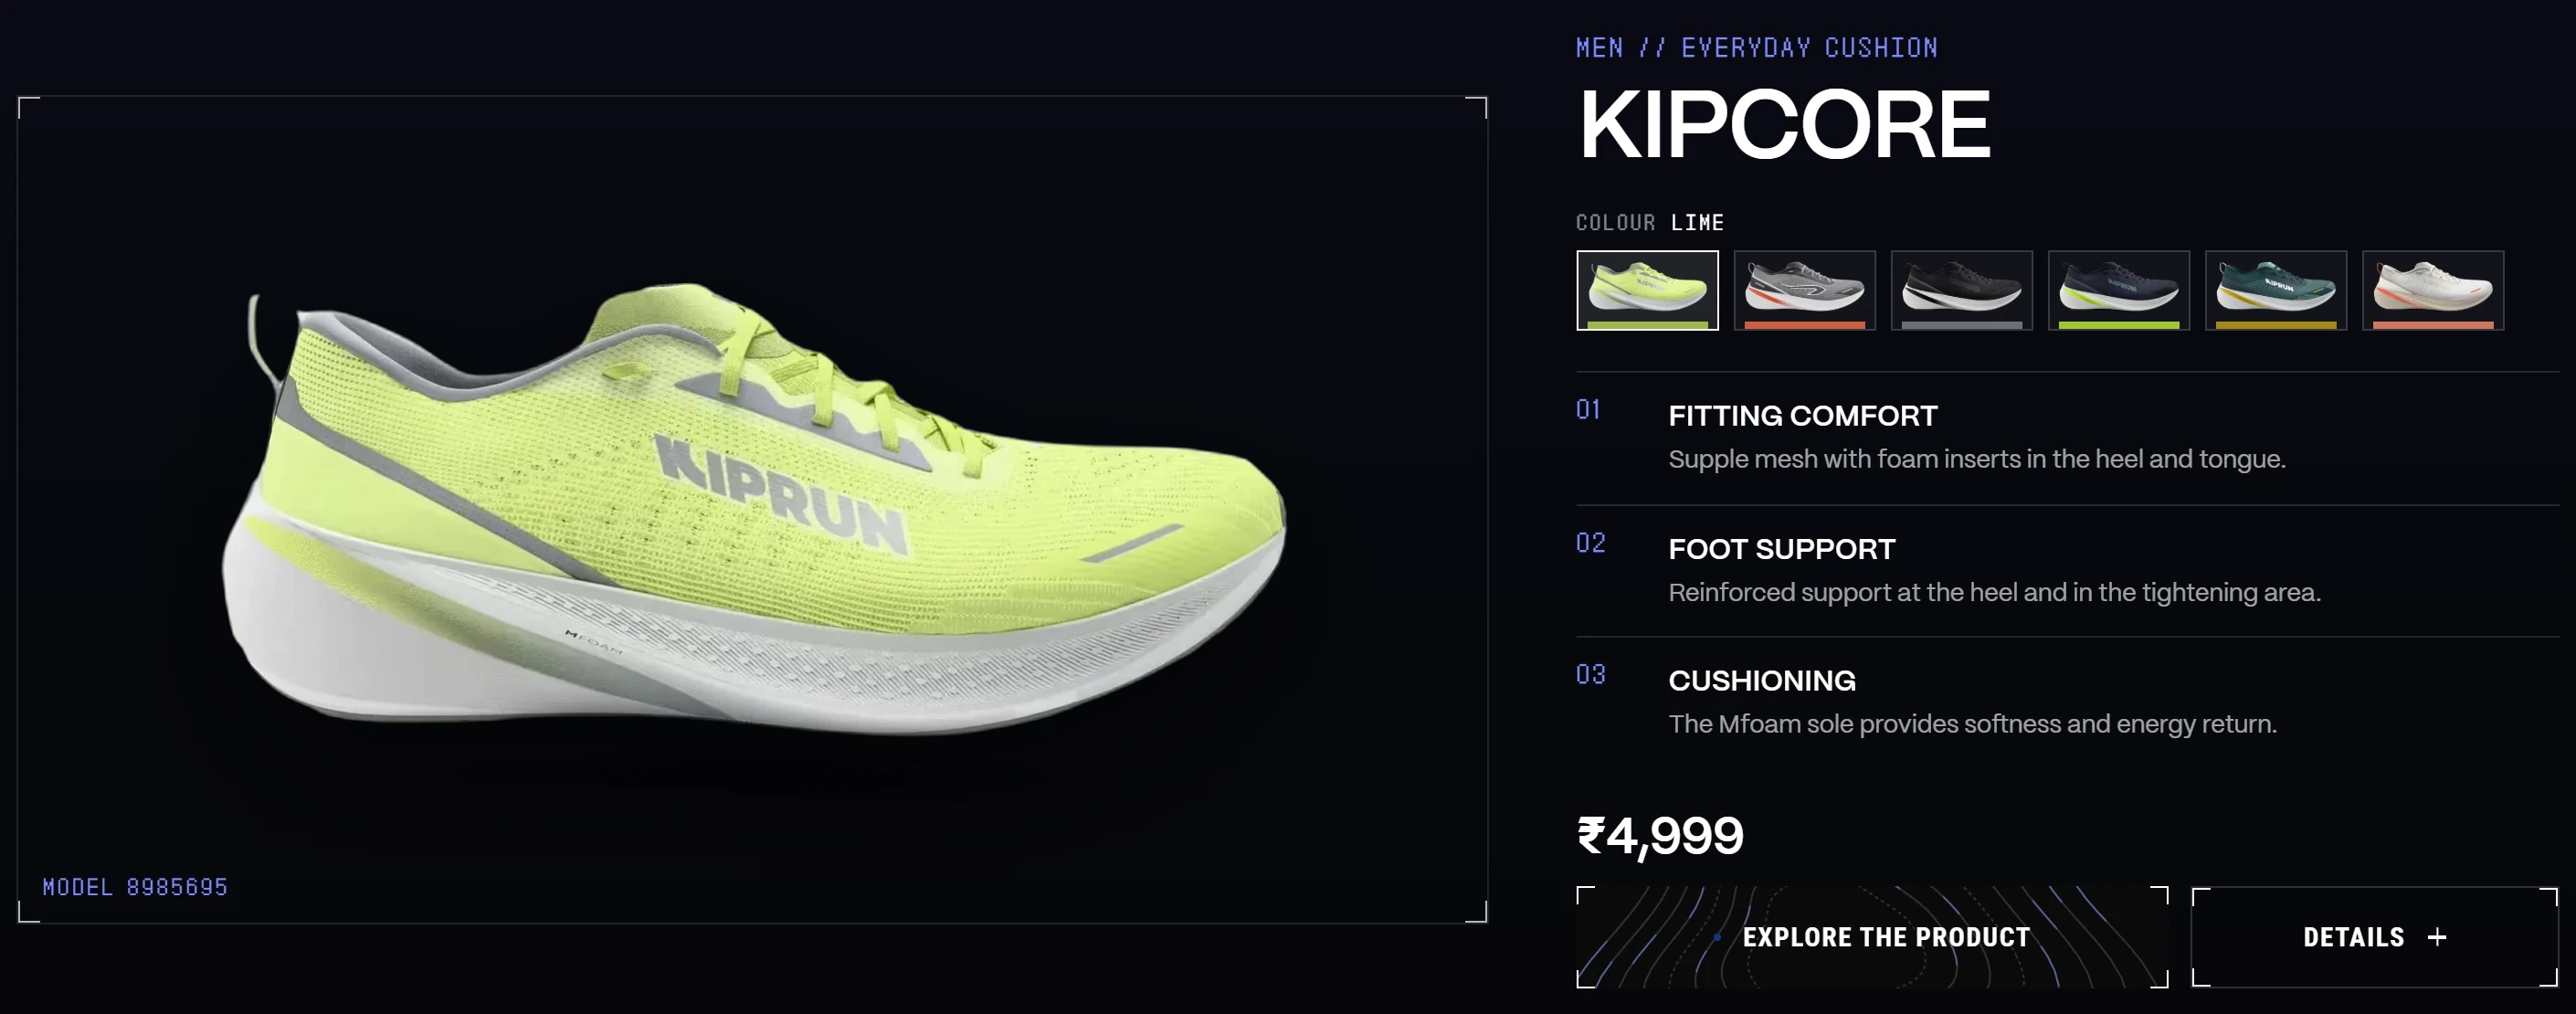 MEN // EVERYDAY CUSHION
KIPCORE
COLOUR LIME
KIPRUN
MFOAM
MODEL 8985695
01 FITTING COMFORT
Supple mesh with foam inserts in the heel and tongue.
02 FOOT SUPPORT
Reinforced support at the heel and in the tightening area.
03 CUSHIONING
The Mfoam sole provides softness and energy return.
₹4,999
EXPLORE THE PRODUCT
DETAILS +